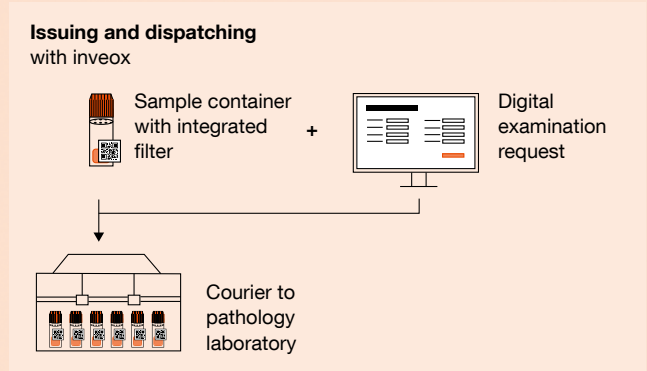 Issuing and dispatching
with inveox
Sample container
with integrated
filter
+
Digital
examination
request
Courier to
pathology
laboratory